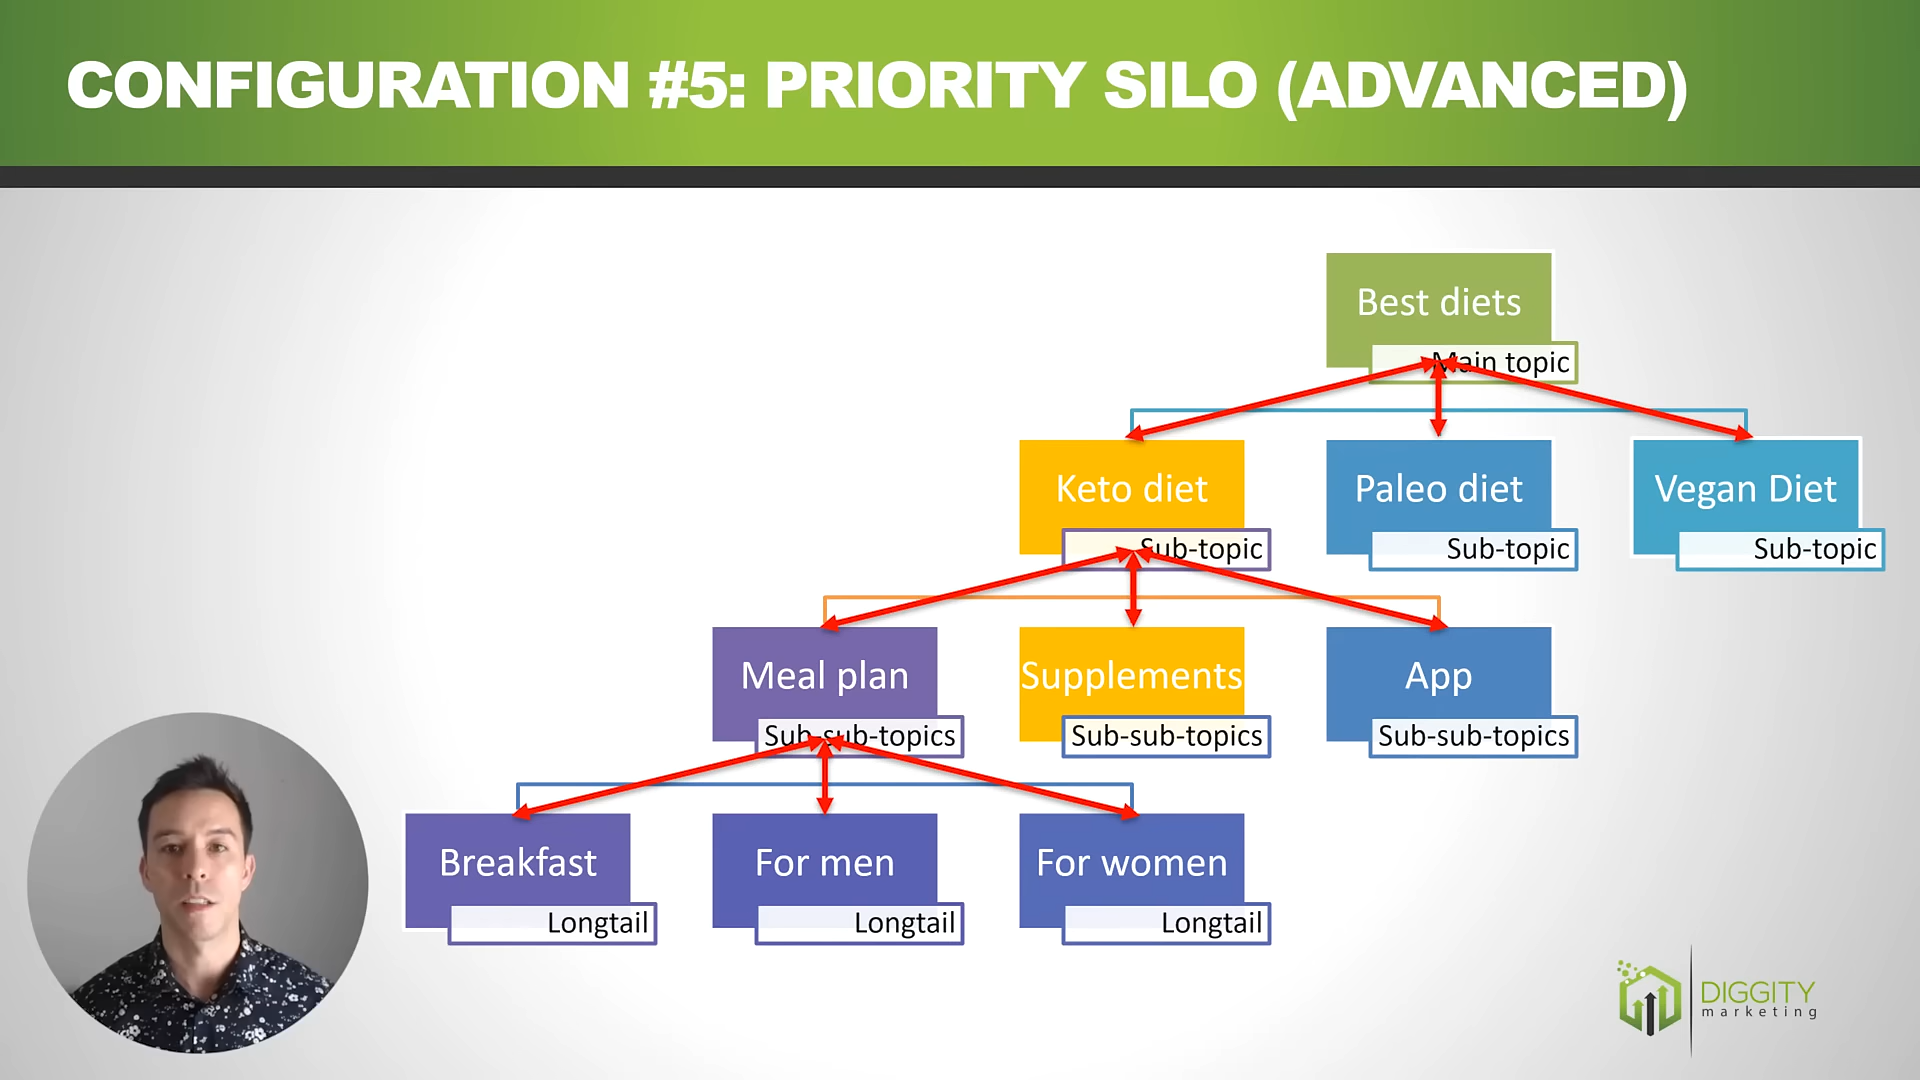 CONFIGURATION #5: PRIORITY SILO (ADVANCED)
Best diets
Main topic
Keto diet
Sub-topic
Paleo diet
Sub-topic
Vegan Diet
Sub-topic
Meal plan
Sub-sub-topics
Supplements
Sub-sub-topics
App
Sub-sub-topics
Breakfast
Longtail
For men
Longtail
For women
Longtail
DIGGITY
marketing